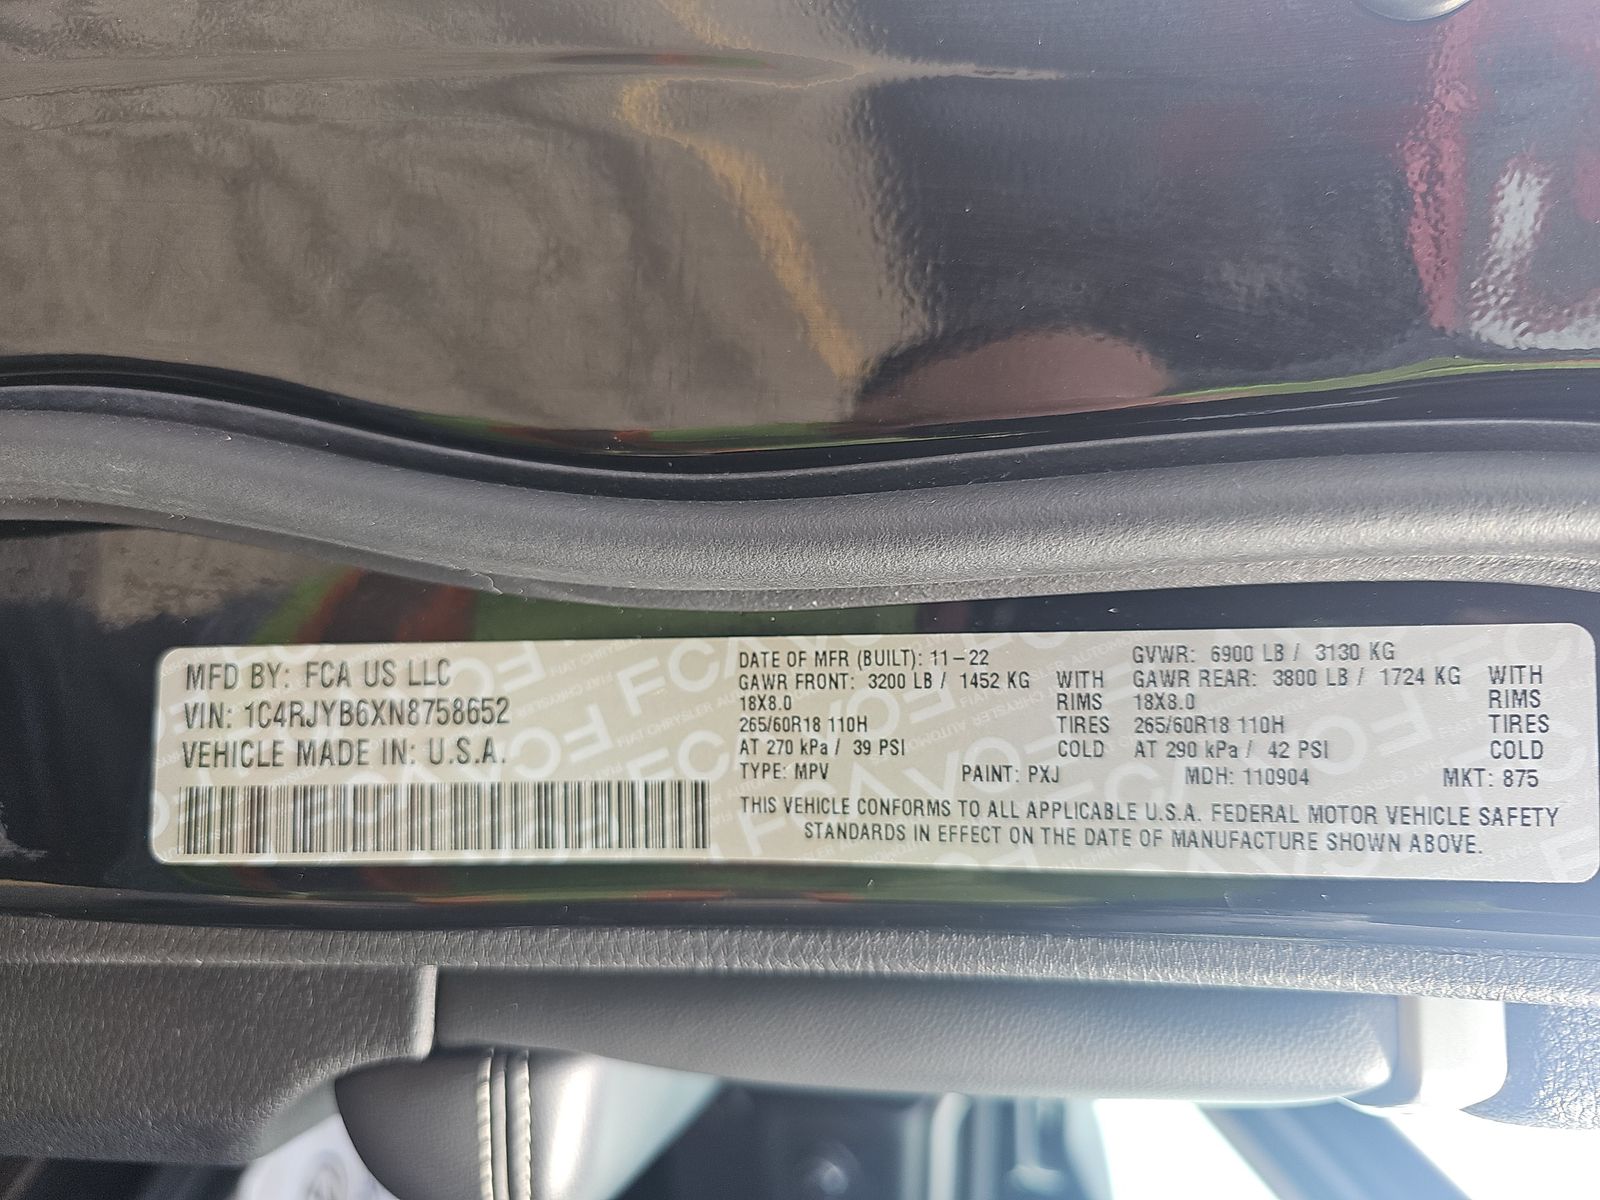 MFD BY: FCA US LLC
VIN: 1C4RJYB6XN8758652
VEHICLE MADE IN: U.S.A.
DATE OF MFR (BUILT): 11-22
GVWR: 6900 LB / 3130 KG
GAWR FRONT: 3200 LB / 1452 KG WITH
GAWR REAR: 3800 LB / 1724 KG WITH
18X8.0 RIMS
18X8.0 RIMS
265/60R18 110H TIRES
265/60R18 110H TIRES
AT 270 kPa / 39 PSI COLD
AT 290 kPa / 42 PSI COLD
TYPE: MPV PAINT: PXJ MDH: 110904 MKT: 875
THIS VEHICLE CONFORMS TO ALL APPLICABLE U.S.A. FEDERAL MOTOR VEHICLE SAFETY
STANDARDS IN EFFECT ON THE DATE OF MANUFACTURE SHOWN ABOVE.